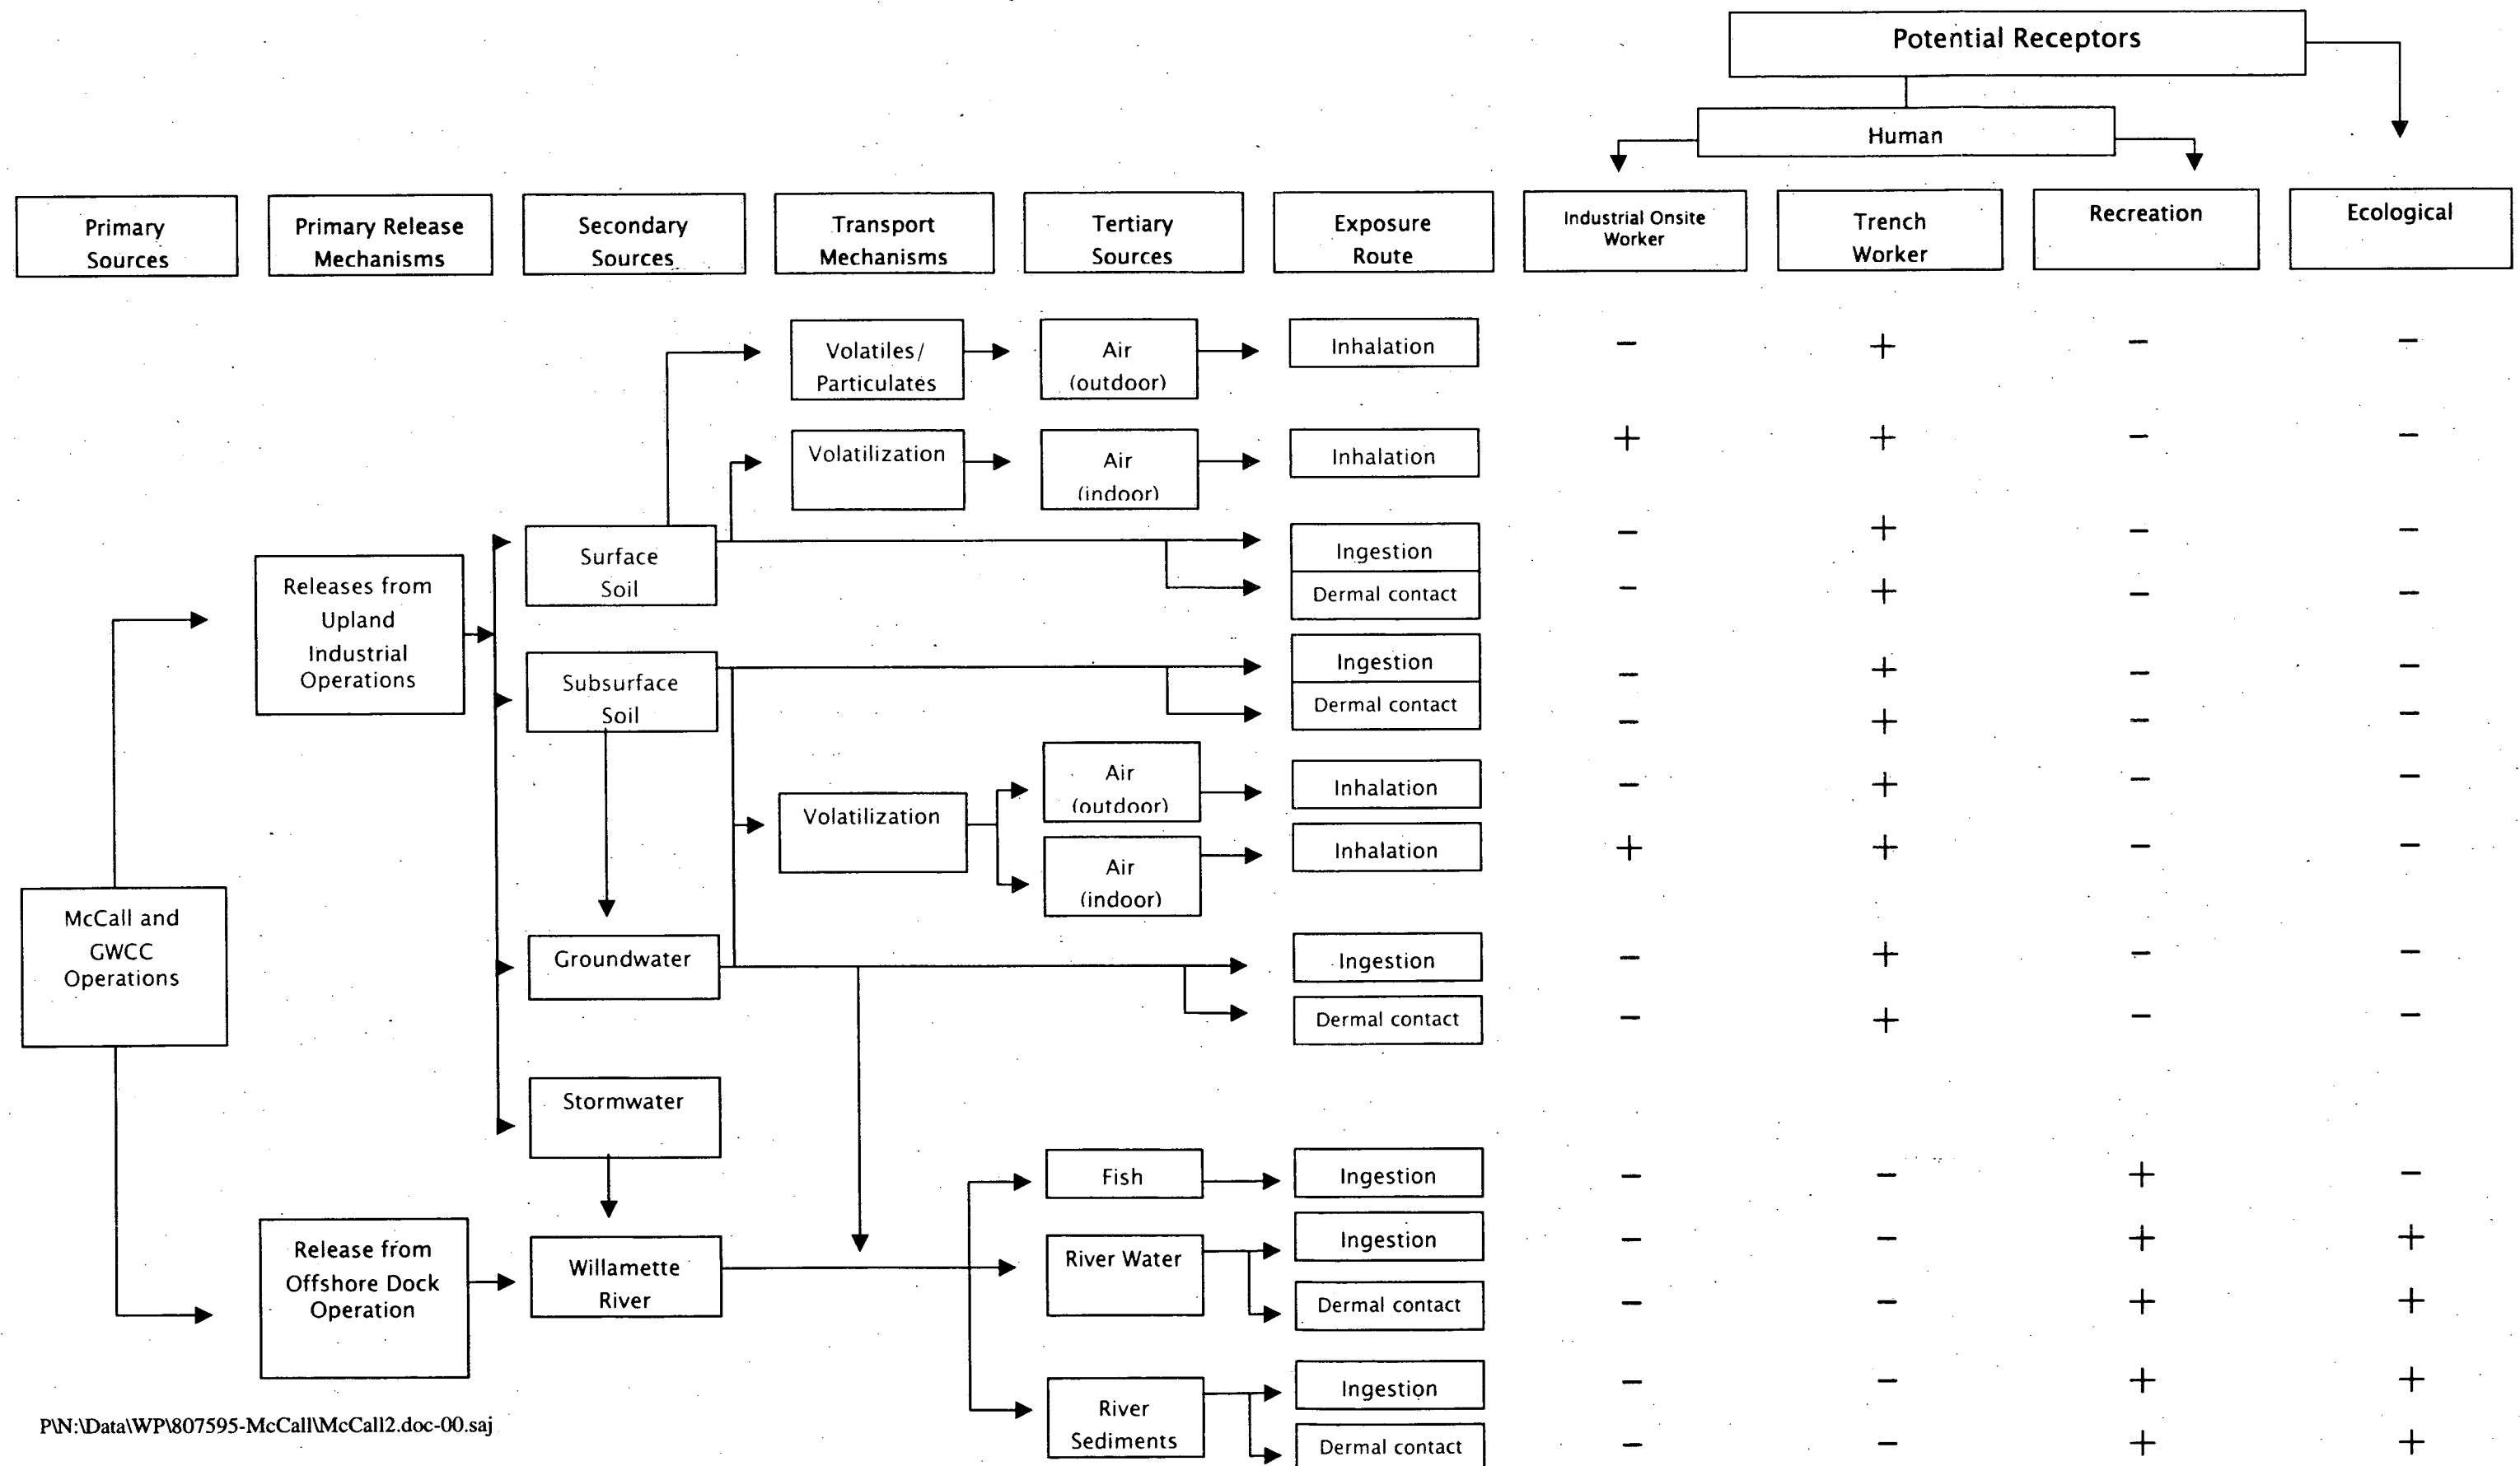 Potential Receptors
Human
Primary
Sources
Primary Release
Mechanisms
Secondary
Sources
Transport
Mechanisms
Tertiary
Sources
Exposure
Route
Industrial Onsite
Worker
Trench
Worker
Recreation
Ecological
Volatiles/
Particulates
Air
(outdoor)
Inhalation
- + - -
Volatilization
Air
(indoor)
Inhalation
+ + - -
Surface
Soil
Ingestion
- + - -
Dermal contact
- + - -
Releases from
Upland
Industrial
Operations
Subsurface
Soil
Ingestion
- + - -
Dermal contact
- + - -
Volatilization
Air
(outdoor)
Inhalation
- + - -
Air
(indoor)
Inhalation
+ + - -
McCall and
GWCC
Operations
Groundwater
Ingestion
- + - -
Dermal contact
- + - -
Stormwater
Fish
Ingestion
- - + -
Release from
Offshore Dock
Operation
Willamette
River
River Water
Ingestion
- - + +
Dermal contact
- - + +
River
Sediments
Ingestion
- - + +
Dermal contact
- - + +
P\N:\Data\WP\807595-McCall\McCall2.doc-00.saj